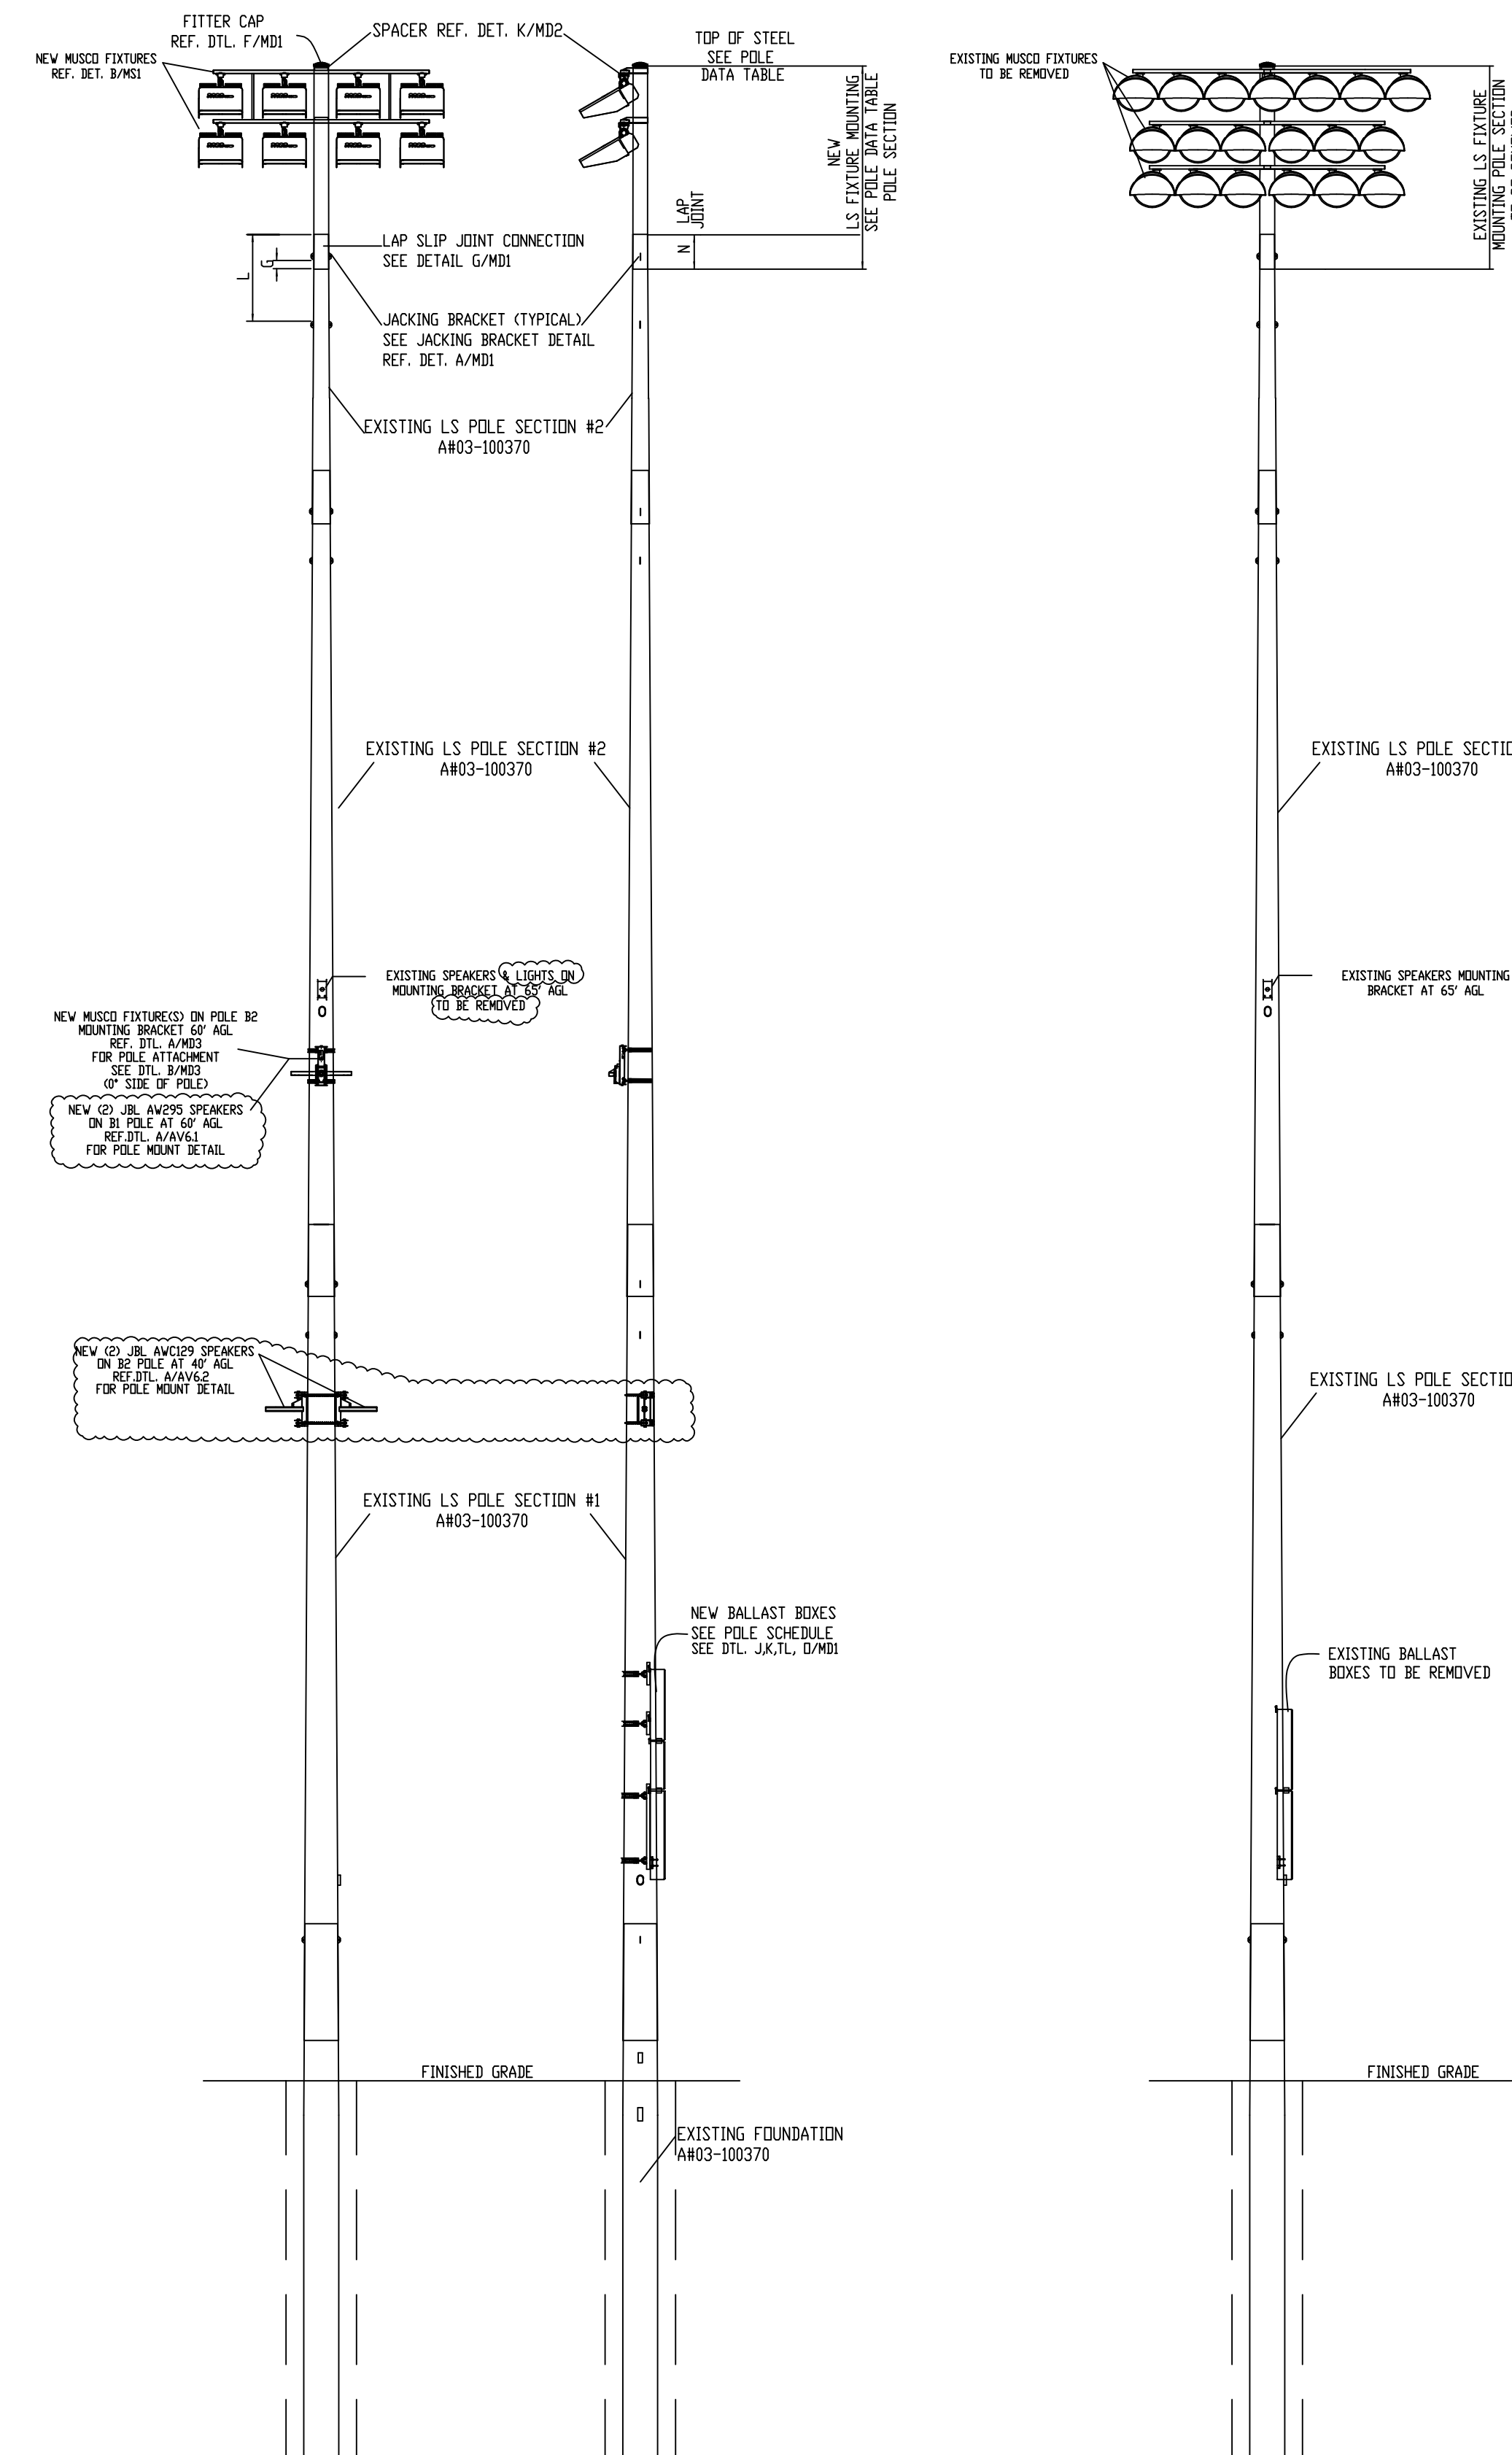 FITTER CAP
REF. DTL. F/MD1
SPACER REF. DET. K/MD2
NEW MUSCO FIXTURES
REF. DET. B/MS1
TOP OF STEEL
SEE POLE
DATA TABLE
NEW
LS FIXTURE MOUNTING
SEE POLE DATA TABLE
POLE SECTION
LAP
JOINT
N
L
G
LAP SLIP JOINT CONNECTION
SEE DETAIL G/MD1
JACKING BRACKET (TYPICAL)
SEE JACKING BRACKET DETAIL
REF. DET. A/MD1
EXISTING LS POLE SECTION #2
A#03-100370
EXISTING LS POLE SECTION #2
A#03-100370
EXISTING SPEAKERS & LIGHTS ON
MOUNTING BRACKET AT 65' AGL
TO BE REMOVED
NEW MUSCO FIXTURE(S) ON POLE B2
MOUNTING BRACKET 60' AGL
REF. DTL. A/MD3
FOR POLE ATTACHMENT
SEE DTL. B/MD3
(0° SIDE OF POLE)
NEW (2) JBL AW295 SPEAKERS
ON B1 POLE AT 60' AGL
REF.DTL. A/AV6.1
FOR POLE MOUNT DETAIL
NEW (2) JBL AWC129 SPEAKERS
ON B2 POLE AT 40' AGL
REF.DTL. A/AV6.2
FOR POLE MOUNT DETAIL
EXISTING LS POLE SECTION #1
A#03-100370
NEW BALLAST BOXES
SEE POLE SCHEDULE
SEE DTL. J,K,TL, O/MD1
FINISHED GRADE
EXISTING FOUNDATION
A#03-100370
EXISTING MUSCO FIXTURES
TO BE REMOVED
EXISTING LS FIXTURE
MOUNTING POLE SECTION
EXISTING LS POLE
A#03-100370
EXISTING SPEAKERS MOUNTING
BRACKET AT 65' AGL
EXISTING LS POLE
A#03-100370
EXISTING BALLAST
BOXES TO BE REMOVED
FINISHED GRADE